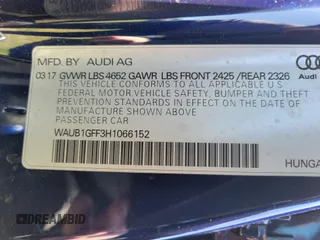 MFD. BY AUDI AG
03.17 GVWR LBS 4652 GAWR LBS FRONT 2425 /REAR 2326
THIS VEHICLE CONFORMS TO ALL APPLICABLE
U.S. FEDERAL MOTOR VEHICLE SAFETY
BUMPER AND THEFT PREVENTION
STANDARDS IN EFFECT ON THE DATE OF
MANUFACTURE SHOWN ABOVE
PASSENGER CAR
WAUB1GFF3H1066152
Audi
HUNGA
DREAMBID